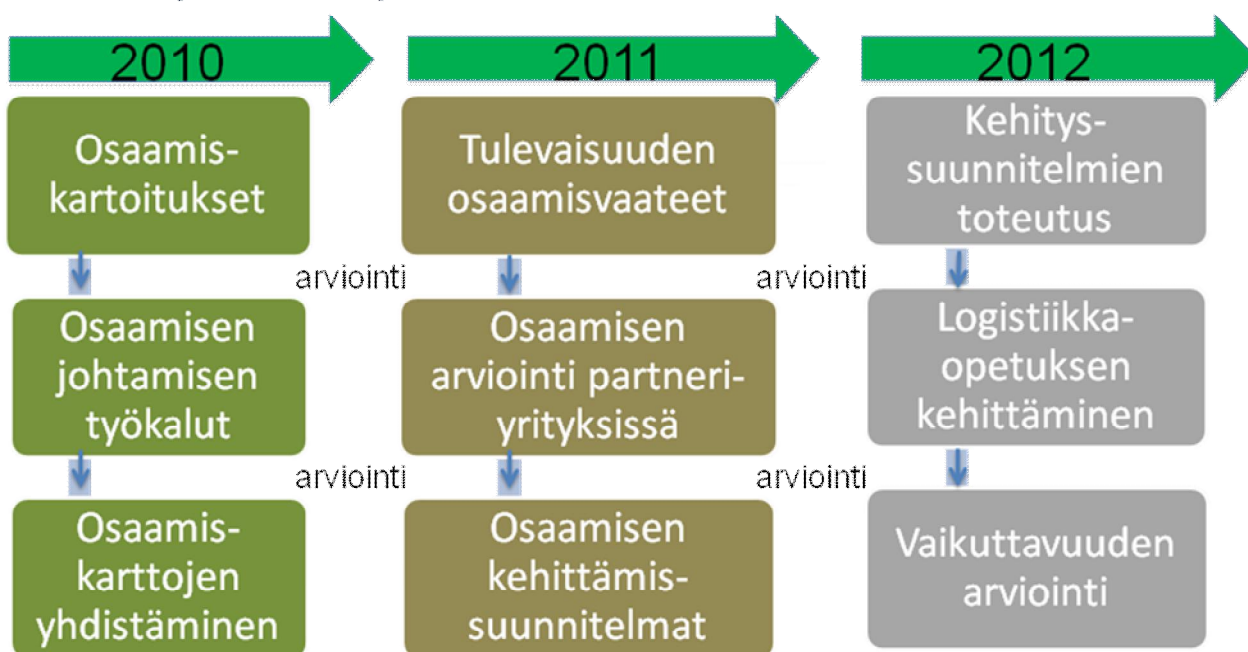 2010
Osaamis-
kartoitukset
Osaamisen
johtamisen
työkalut
Osaamis-
karttojen
yhdistäminen
arviointi
arviointi
2011
Tulevaisuuden
osaamisvaateet
Osaamisen
arviointi partneri-
yrityksissä
Osaamisen
kehittämis-
suunnitelmat
arviointi
arviointi
2012
Kehitys-
suunnitelmien
toteutus
Logistiikka-
opetuksen
kehittäminen
Vaikuttavuuden
arviointi